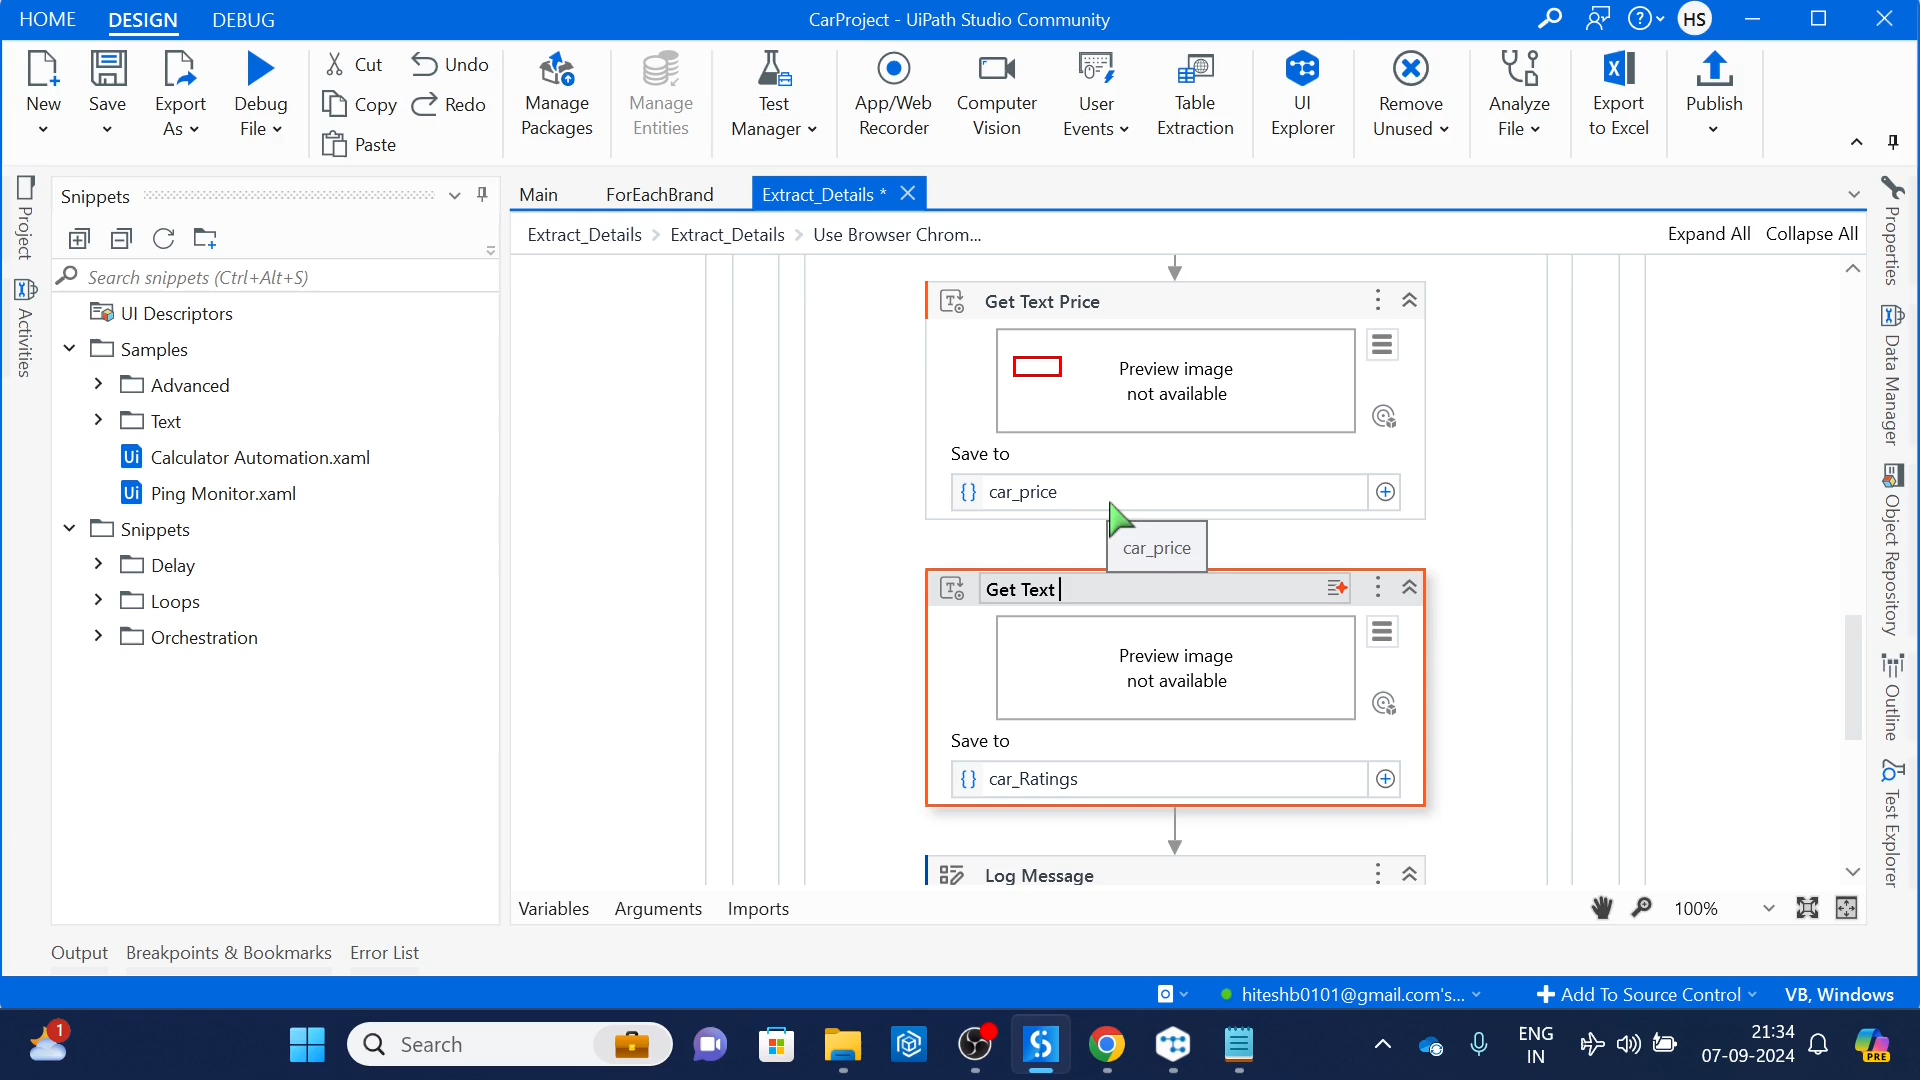 HOME DESIGN DEBUG
CarProject - UiPath Studio Community
HS
New
Save
Export
As
Debug
File
Cut
Copy
Paste
Undo
Redo
Manage
Packages
Manage
Entities
Test
Manager
App/Web
Recorder
Computer
Vision
User
Events
Table
Extraction
UI
Explorer
Remove
Unused
Analyze
File
Export
to Excel
Publish
Project
Activities
Snippets
Search snippets (Ctrl+Alt+S)
UI Descriptors
Samples
Advanced
Text
Calculator Automation.xaml
Ping Monitor.xaml
Snippets
Delay
Loops
Orchestration
Main ForEachBrand Extract_Details *
Extract_Details > Extract_Details > Use Browser Chrom...
Expand All Collapse All
Get Text Price
Preview image
not available
Save to
car_price
car_price
Get Text
Preview image
not available
Save to
car_Ratings
Log Message
Properties
Data Manager
Object Repository
Outline
Test Explorer
Variables Arguments Imports
100%
Output Breakpoints & Bookmarks Error List
hiteshb0101@gmail.com's...
Add To Source Control
VB, Windows
1
Search
ENG
IN
21:34
07-09-2024
PRE